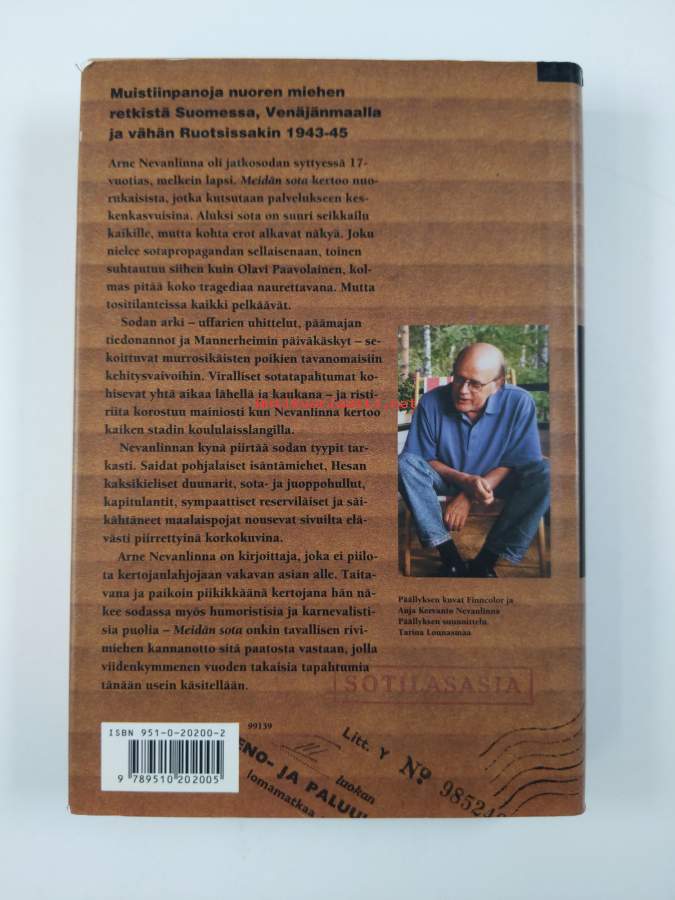 Muistiinpanoja nuoren miehen
retkistä Suomessa, Venäjänmaalla
ja vähän Ruotsissakin 1943-45
Arne Nevanlinna oli jatkosodan syttyessä 17-
vuotias, melkein lapsi. Meidän sota kertoo nuo-
rukaisista, jotka kutsutaan palvelukseen kes-
kenkasvuisina. Aluksi sota on suuri seikkailu
kaikille, mutta kohta erot alkavat näkyä. Joku
nielee sotapropagandan sellaisenaan, toinen
suhtautuu siihen kuin Olavi Paavolainen, kol-
mas pitää koko tragediaa naurettavana. Mutta
tositilanteissa kaikki pelkäävät.
Sodan arki – uffarien uhittelut, päämajan
tiedonannot ja Mannerheimin päiväkäskyt – se-
koittuvat murrosikäisten poikien tavanomaisiin
kehitysvaivoihin. Viralliset sotatapahtumat ko-
hisevat yhtä aikaa lähellä ja kaukana – ja risti-
riita korostuu mainiosti kun Nevanlinna kertoo
kaiken stadin koululaisslangilla.
Nevanlinnan kynä piirtää sodan tyypit tar-
kasti. Saidat pohjalaiset isäntämiehet, Hesan
kaksikieliset duunarit, sota- ja juoppohullut,
kapitulantit, sympaattiset reserviläiset ja säi-
kähtäneet maalaispojat nousevat sivuilta elä-
västi piirrettyinä korkokuvina.
Arne Nevanlinna on kirjoittaja, joka ei piilo-
ta kertojanlahjojaan vakavan asian alle. Taita-
vana ja paikoin piikikkäänä kertojana hän nä-
kee sodassa myös humoristisia ja karnevalisti-
sia puolia – Meidän sota onkin tavallisen rivi-
miehen kannanotto sitä paatosta vastaan, jolla
viidenkymmenen vuoden takaisia tapahtumia
tänään usein käsitellään.
Päällyksen kuvat Finncolor ja
Anja Kervanto Nevanlinna
Päällyksen suunnittelu
Tarina Lounasmaa
SOTILASASIA
ISBN 951-0-20200-2
9 789510 202005
99139
Litt. Y
No 98524
ENO- JA PALUU
luokan
lomamatkaa